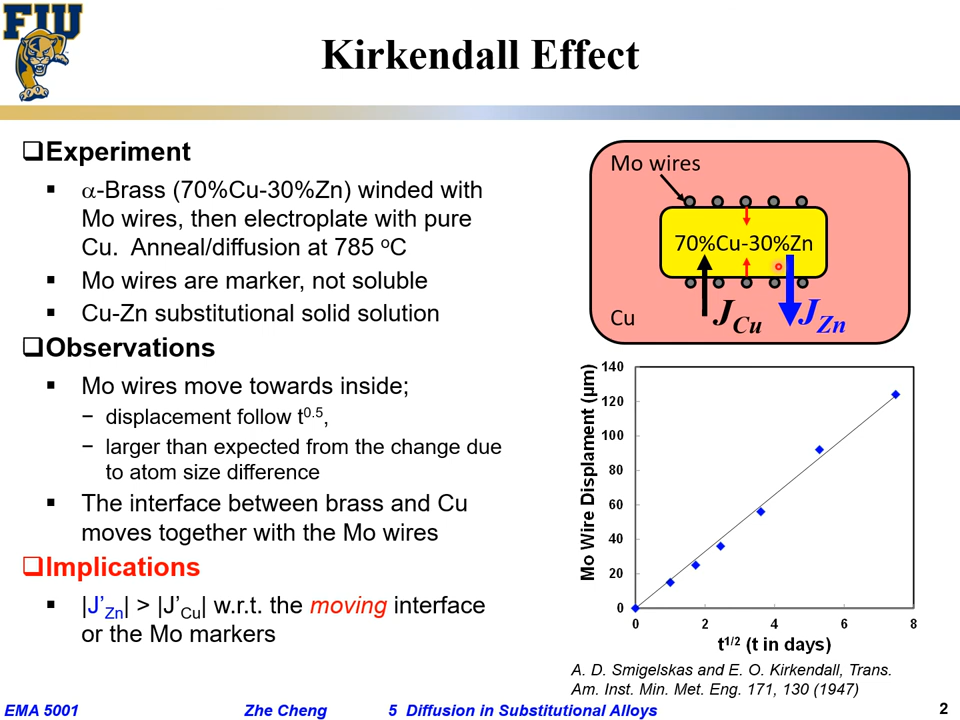 FIU
Kirkendall Effect
❑Experiment
▪ α-Brass (70%Cu-30%Zn) winded with
Mo wires, then electroplate with pure
Cu. Anneal/diffusion at 785 ºC
▪ Mo wires are marker, not soluble
▪ Cu-Zn substitutional solid solution
❑Observations
▪ Mo wires move towards inside;
− displacement follow t^0.5,
− larger than expected from the change due
to atom size difference
▪ The interface between brass and Cu
moves together with the Mo wires
❑Implications
▪ |J’Zn| > |J’Cu| w.r.t. the moving interface
or the Mo markers
Mo wires
70%Cu-30%Zn
Cu
JCu
JZn
Mo Wire Displament (µm)
140
120
100
80
60
40
20
0
0 2 4 6 8
t^1/2 (t in days)
A. D. Smigelskas and E. O. Kirkendall, Trans.
Am. Inst. Min. Met. Eng. 171, 130 (1947)
EMA 5001 Zhe Cheng 5 Diffusion in Substitutional Alloys 2